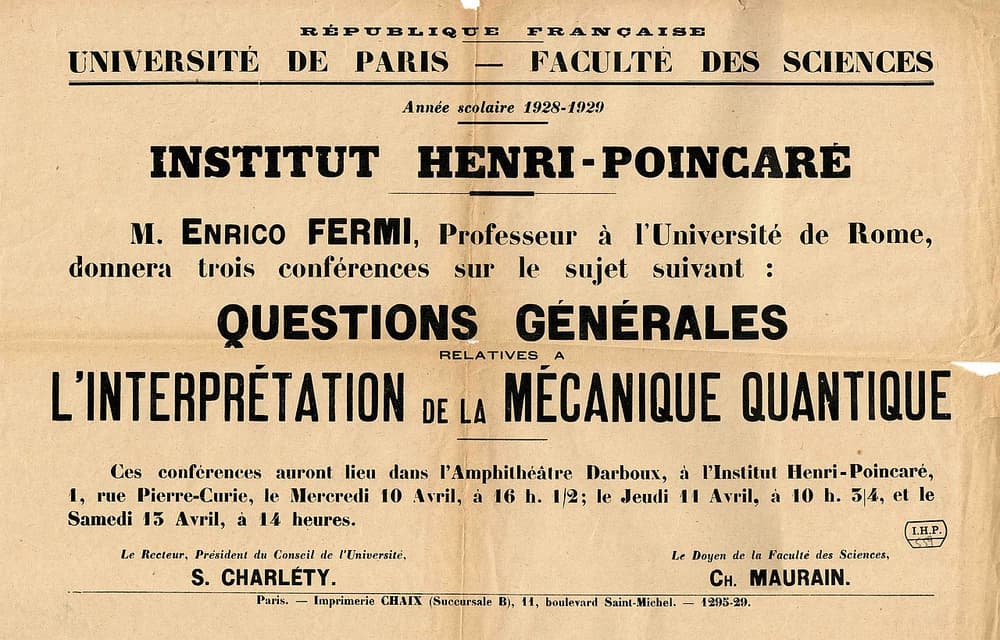 RÉPUBLIQUE FRANÇAISE
UNIVERSITÉ DE PARIS — FACULTÉ DES SCIENCES
Année scolaire 1928-1929
INSTITUT HENRI-POINCARÉ
M. ENRICO FERMI, Professeur à l'Université de Rome,
donnera trois conférences sur le sujet suivant :
QUESTIONS GÉNÉRALES
RELATIVES A
L'INTERPRÉTATION DE LA MÉCANIQUE QUANTIQUE
Ces conférences auront lieu dans l'Amphithéâtre Darboux, à l'Institut Henri-Poincaré,
1, rue Pierre-Curie, le Mercredi 10 Avril, à 16 h. 1/2; le Jeudi 11 Avril, à 10 h. 3/4, et le
Samedi 13 Avril, à 14 heures.
I.H.P.
Le Recteur, Président du Conseil de l'Université,
S. CHARLÉTY.
Le Doyen de la Faculté des Sciences,
CH. MAURAIN.
Paris. — Imprimerie CHAIX (Succursale B), 11, boulevard Saint-Michel. — 1295-29.